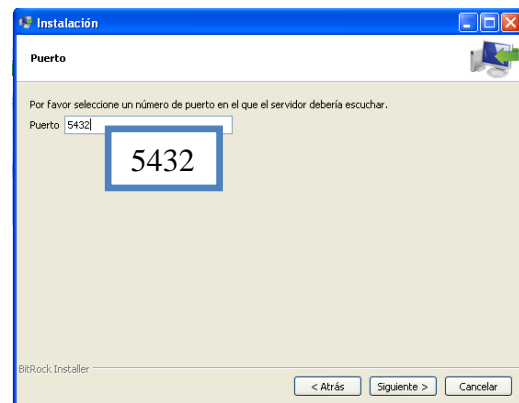 Instalación
Puerto
Por favor seleccione un número de puerto en el que el servidor debería escuchar.
Puerto 5432
5432
BitRock Installer
< Atrás Siguiente > Cancelar